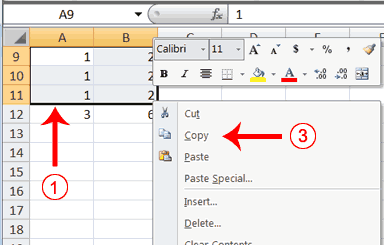 A9 fx 1
A B
9 1 2
Calibri 11 A A $ % ,
10 1 2
B I A .00 .0
11 1 2
12 3 6
Cut
13
Copy 3
14
Paste
15
1
Paste Special...
16
17
Insert...
18
Delete...
Clear Contents